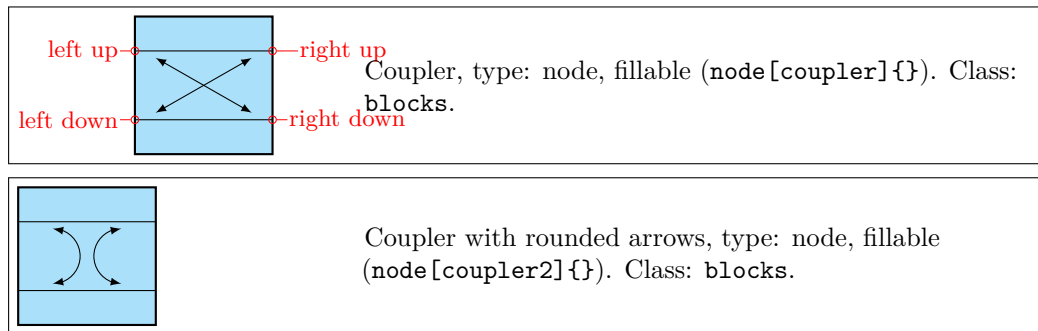 left up
right up
Coupler, type: node, fillable (node[coupler]{}). Class:
blocks.
left down
right down
Coupler with rounded arrows, type: node, fillable
(node[coupler2]{}). Class: blocks.